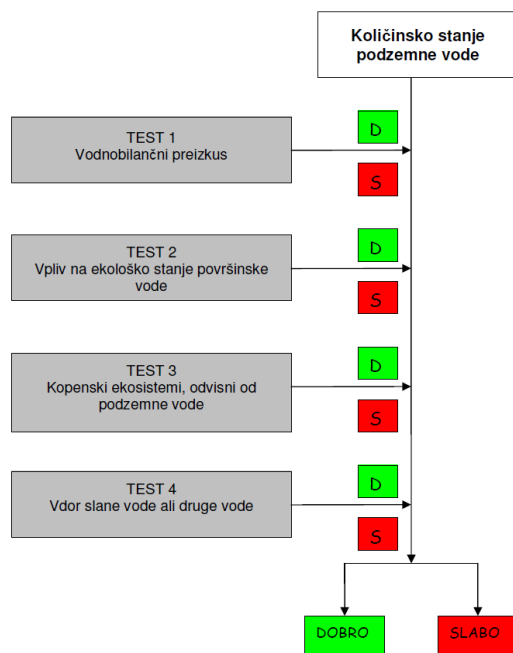 Količinsko stanje
podzemne vode
TEST 1
Vodnobilančni preizkus
D
S
TEST 2
Vpliv na ekološko stanje površinske
vode
D
S
TEST 3
Kopenski ekosistemi, odvisni od
podzemne vode
D
S
TEST 4
Vdor slane vode ali druge vode
D
S
DOBRO
SLABO